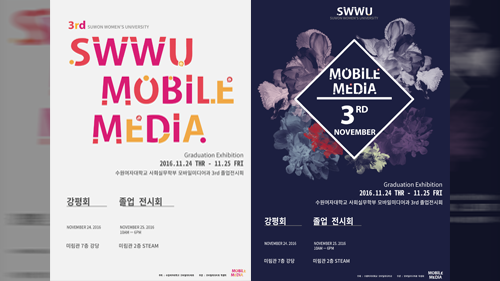 3rd SUWON WOMEN'S UNIVERSITY
SWWU
MOBILE
MEDIA
Graduation Exhibition
2016.11.24 THR - 11.25 FRI
수원여자대학교 사회실무학부 모바일미디어과 3rd 졸업전시회
강평회
졸업 전시회
NOVEMBER 24, 2016
NOVEMBER 25, 2016
10AM — 6PM
미림관 7층 강당
미림관 2층 STEAM
MOBILE
MEDIA
SWWU
SUWON WOMEN'S UNIVERSITY
MOBILE
MEDIA
3RD
NOVEMBER
Graduation Exhibition
2016.11.24 THR - 11.25 FRI
수원여자대학교 사회실무학부 모바일미디어과 3rd 졸업전시회
강평회
졸업 전시회
NOVEMBER 24, 2016
NOVEMBER 25, 2016
10AM — 6PM
미림관 7층 강당
미림관 2층 STEAM
MOBILE
MEDIA